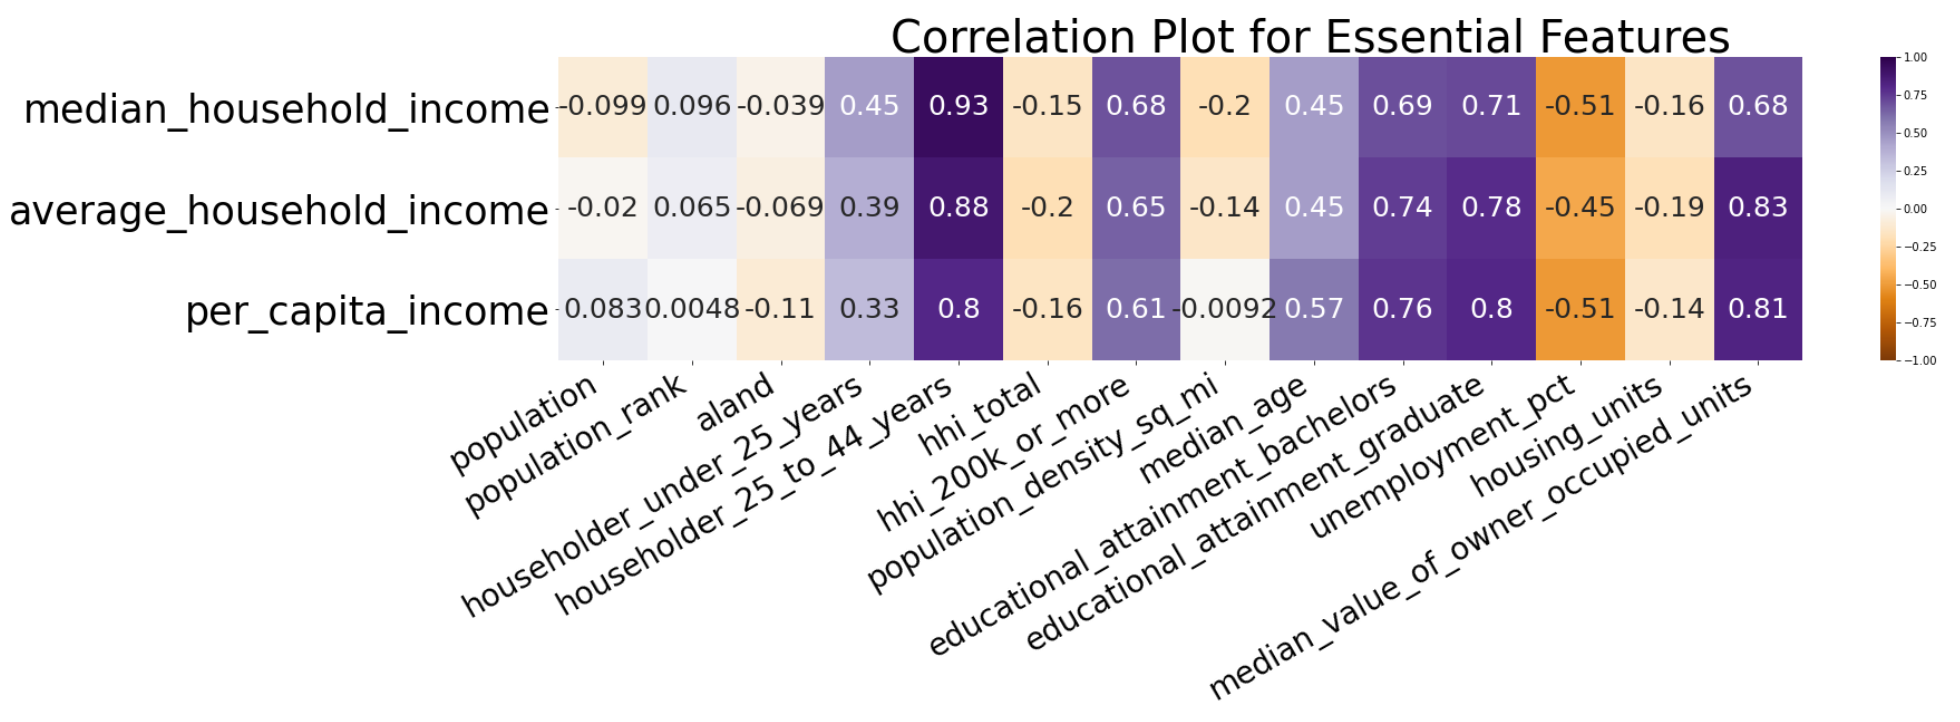 Correlation Plot for Essential Features
median_household_income -0.099 0.096 -0.039 0.45 0.93 -0.15 0.68 -0.2 0.45 0.69 0.71 -0.51 -0.16 0.68
average_household_income -0.02 0.065 -0.069 0.39 0.88 -0.2 0.65 -0.14 0.45 0.74 0.78 -0.45 -0.19 0.83
per_capita_income 0.083 0.0048 -0.11 0.33 0.8 -0.16 0.61 -0.0092 0.57 0.76 0.8 -0.51 -0.14 0.81
population
population_rank
aland
householder_under_25_years
householder_25_to_44_years
hhi_total
hhi_200k_or_more
population_density_sq_mi
median_age
educational_attainment_bachelors
educational_attainment_graduate
unemployment_pct
housing_units
median_value_of_owner_occupied_units
1.00
0.75
0.50
0.25
0.00
−0.25
−0.50
−0.75
−1.00